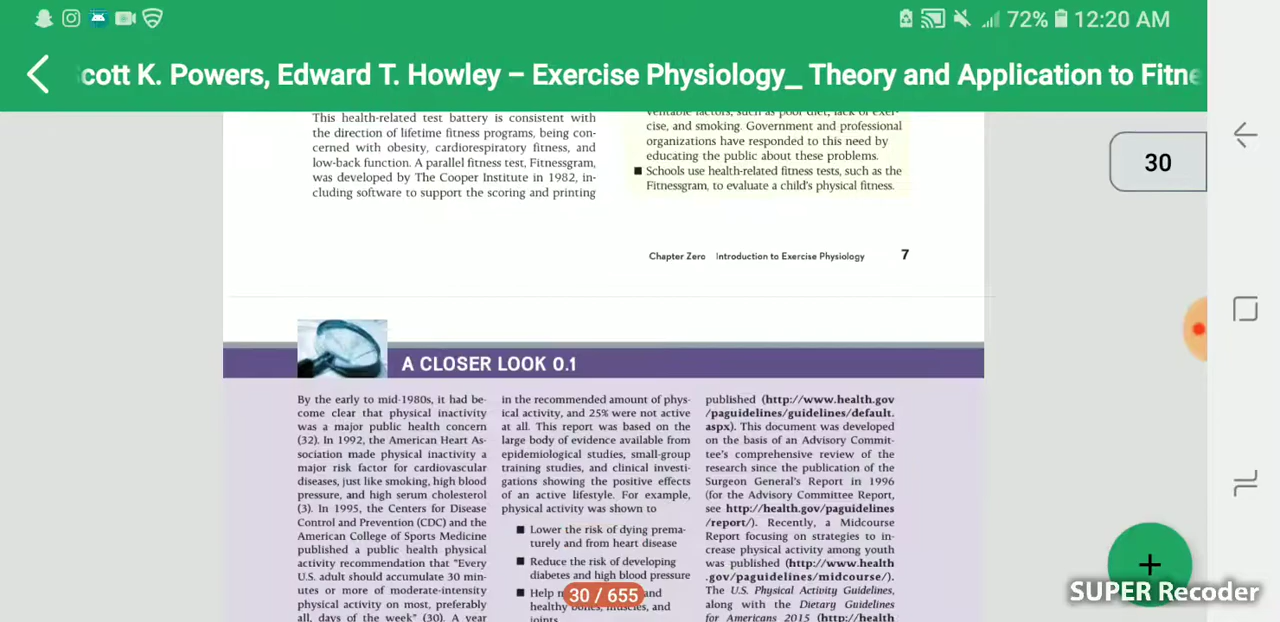 72% 12:20 AM
cott K. Powers, Edward T. Howley – Exercise Physiology_ Theory and Application to Fitne
30
This health-related test battery is consistent with
the direction of lifetime fitness programs, being con-
cerned with obesity, cardiorespiratory fitness, and
low-back function. A parallel fitness test, Fitnessgram,
was developed by The Cooper Institute in 1982, in-
cluding software to support the scoring and printing
ventable factors, such as poor diet, lack of exer-
cise, and smoking. Government and professional
organizations have responded to this need by
educating the public about these problems.
■ Schools use health-related fitness tests, such as the
Fitnessgram, to evaluate a child's physical fitness.
Chapter Zero Introduction to Exercise Physiology 7
A CLOSER LOOK 0.1
By the early to mid-1980s, it had be-
come clear that physical inactivity
was a major public health concern
(32). In 1992, the American Heart As-
sociation made physical inactivity a
major risk factor for cardiovascular
diseases, just like smoking, high blood
pressure, and high serum cholesterol
(3). In 1995, the Centers for Disease
Control and Prevention (CDC) and the
American College of Sports Medicine
published a public health physical
activity recommendation that "Every
U.S. adult should accumulate 30 min-
utes or more of moderate-intensity
physical activity on most, preferably
all, days of the week" (30). A year
in the recommended amount of phys-
ical activity, and 25% were not active
at all. This report was based on the
large body of evidence available from
epidemiological studies, small-group
training studies, and clinical investi-
gations showing the positive effects
of an active lifestyle. For example,
physical activity was shown to
■ Lower the risk of dying prema-
turely and from heart disease
■ Reduce the risk of developing
diabetes and high blood pressure
■ Help and
healthy muscles, and
joints
30 / 655
published (http://www.health.gov
/paguidelines/guidelines/default.
aspx). This document was developed
on the basis of an Advisory Commit-
tee's comprehensive review of the
research since the publication of the
Surgeon General's Report in 1996
(for the Advisory Committee Report,
see http://health.gov/paguidelines
/report/). Recently, a Midcourse
Report focusing on strategies to in-
crease physical activity among youth
was published (http://www.health
.gov/paguidelines/midcourse/).
The U.S. Physical Activity Guidelines,
along with the Dietary Guidelines
for Americans 2015 (http://health
+
SUPER Recoder